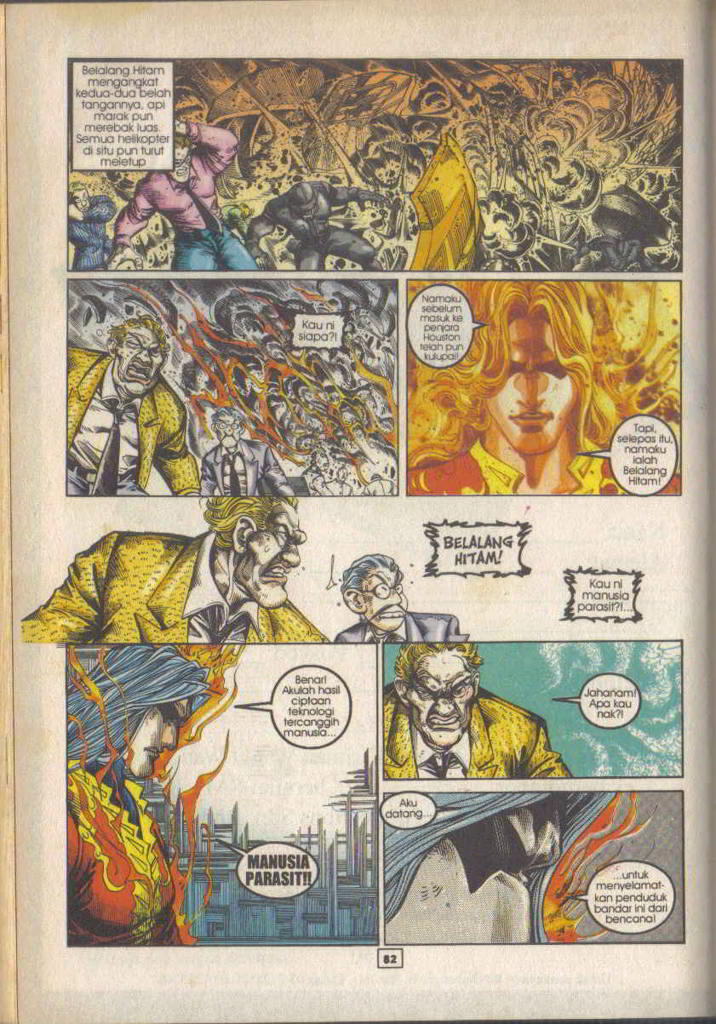 Belalang Hitam
mengangkat
kedua-dua belah
tangannya, api
marak pun
merebak luas.
Semua helikopter
di situ pun turut
meletup
Kau ni
siapa?!
Namaku
sebelum
masuk ke
penjara
Houston
telah pun
kulupai!
Tapi,
selepas itu,
namaku
ialah
Belalang
Hitam!
BELALANG
HITAM!
Kau ni
manusia
parasit?!...
Benar!
Akulah hasil
ciptaan
teknologi
tercanggih
manusia...
MANUSIA
PARASIT!!
Jahanam!
Apa kau
nak?!
Aku
datang...
...untuk
menyelamat-
kan penduduk
bandar ini dari
bencana!
82